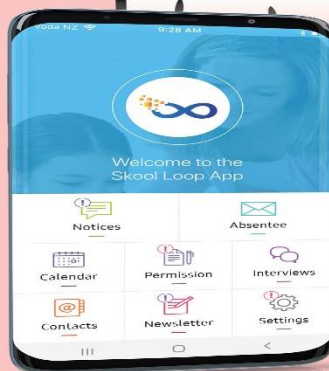 Voda NZ 9:28 AM
Welcome to the
Skool Loop App
Notices Absentee
Calendar Permission Interviews
Contacts Newsletter Settings